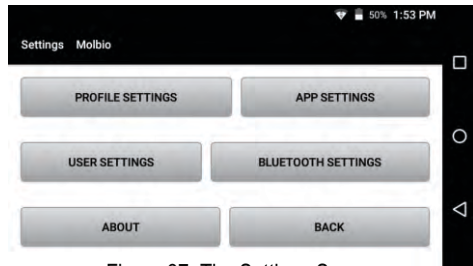 50% 1:53 PM
Settings Molbio
PROFILE SETTINGS APP SETTINGS
USER SETTINGS BLUETOOTH SETTINGS
ABOUT BACK